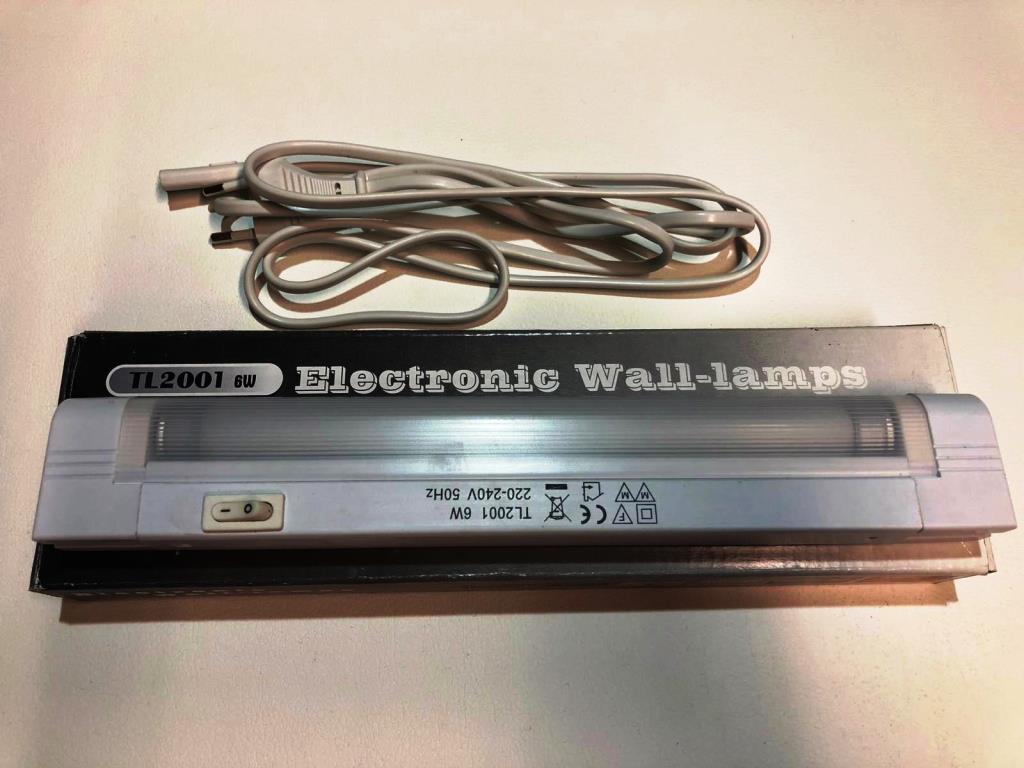 TL2001 6W
Electronic Wall-lamps
TL2001 6W
220-240V 50Hz